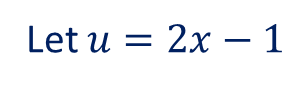 Let u = 2x − 1